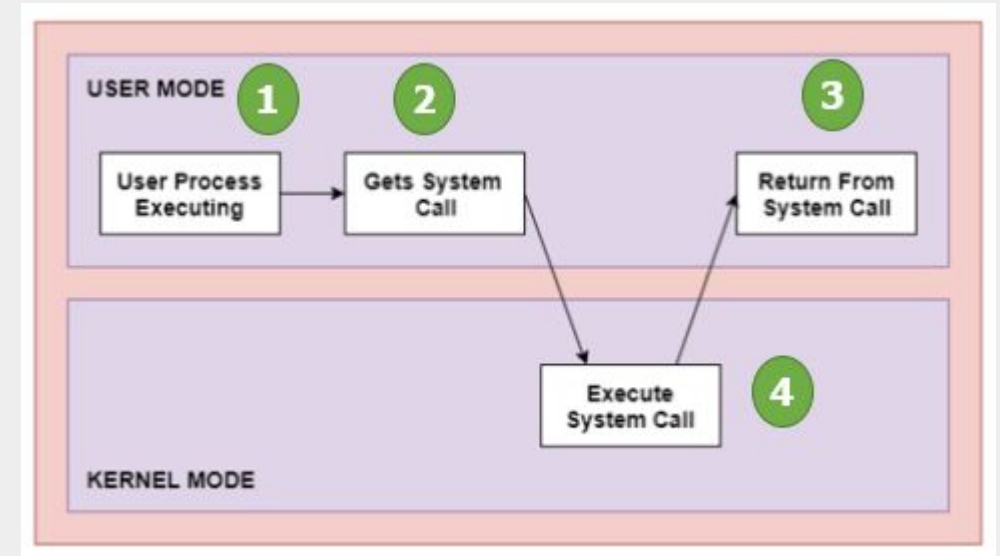 USER MODE
1
2
3
User Process
Executing
Gets System
Call
Return From
System Call
Execute
System Call
4
KERNEL MODE